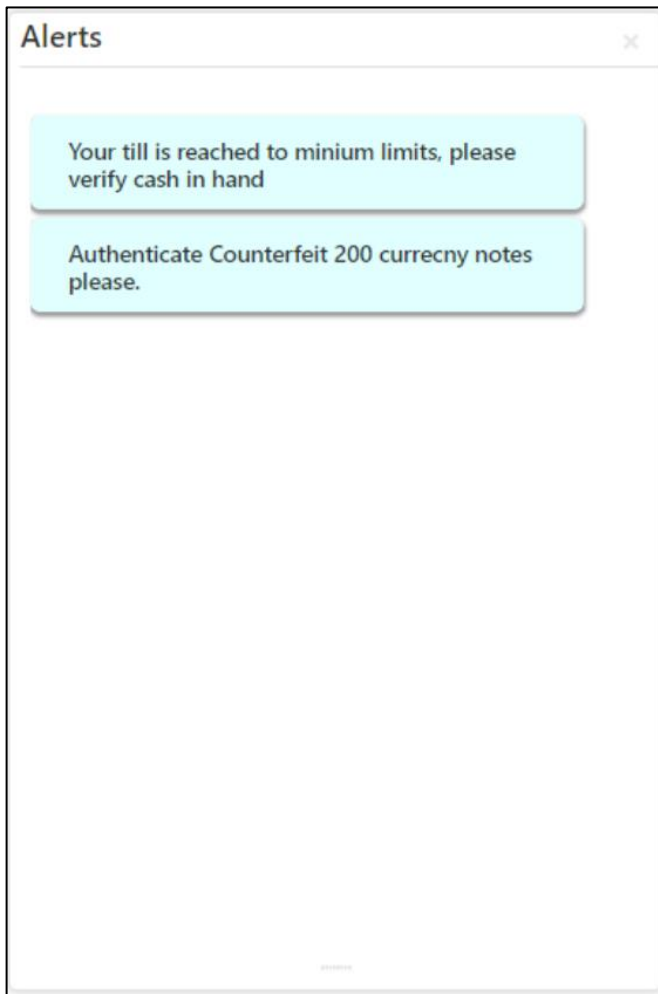 Alerts
Your till is reached to minium limits, please
verify cash in hand
Authenticate Counterfeit 200 currecny notes
please.